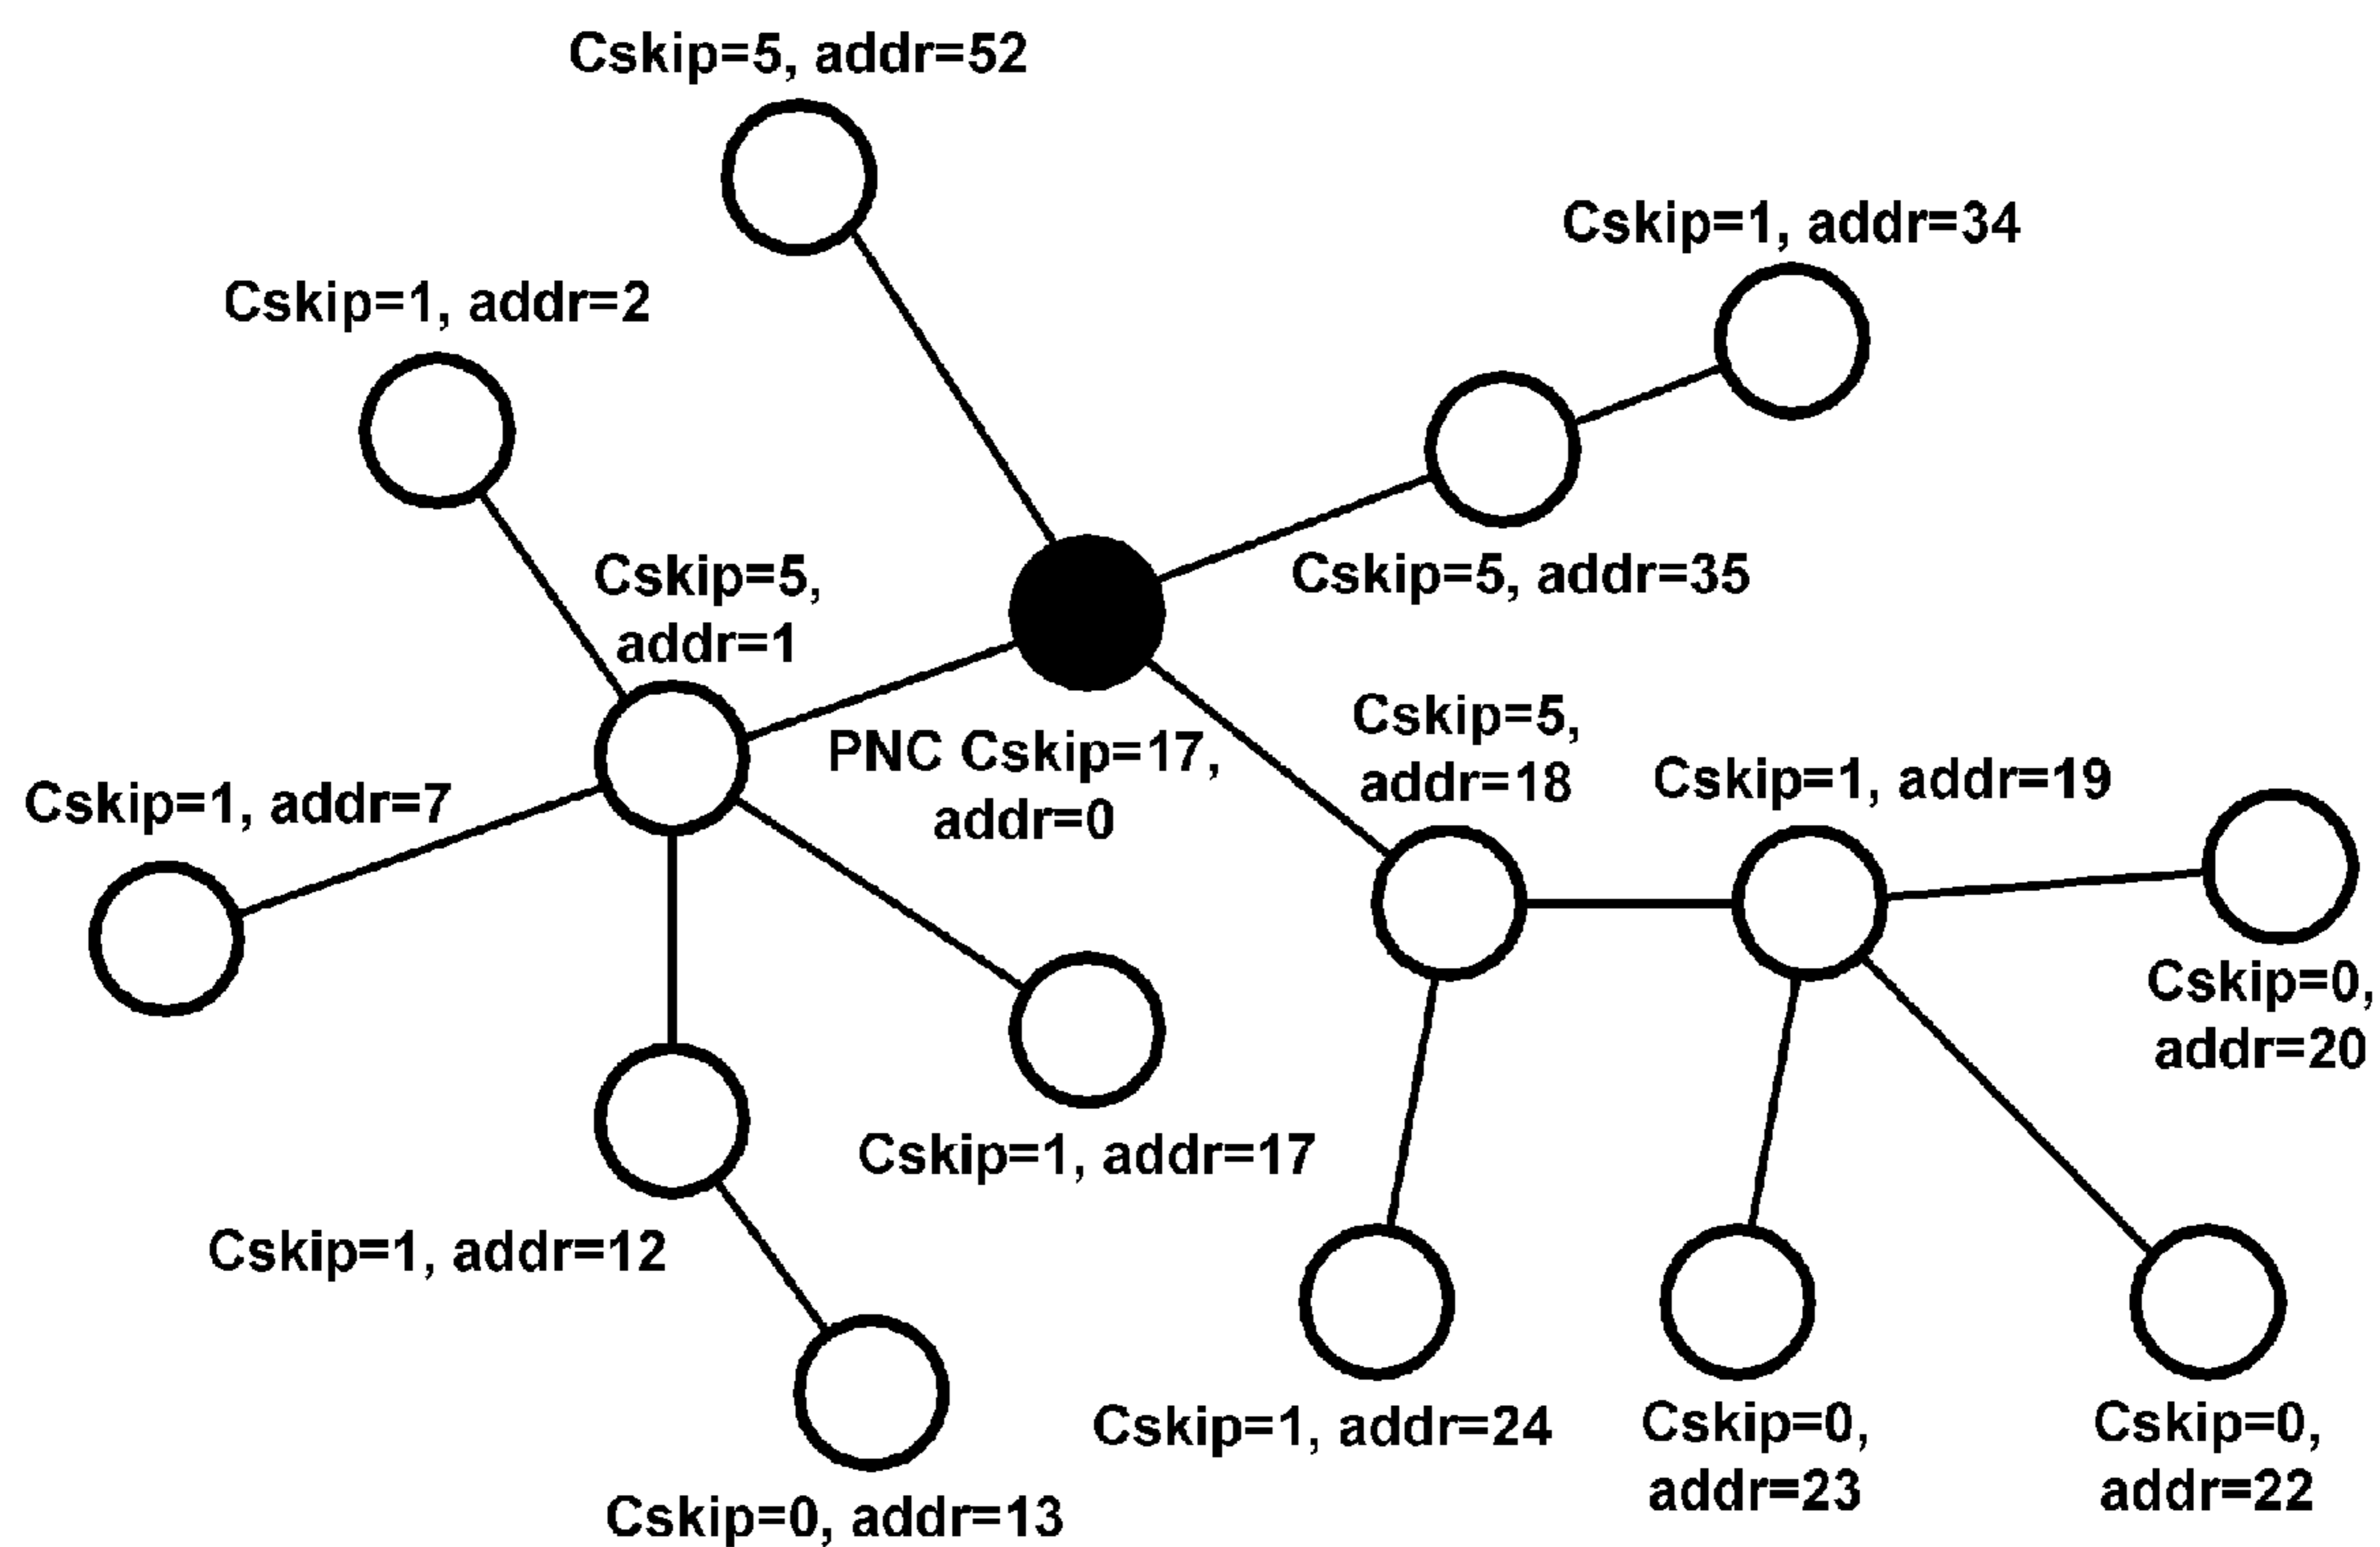 Cskip=5, addr=52
Cskip=1, addr=34
Cskip=1, addr=2
Cskip=5,
addr=1
Cskip=5, addr=35
PNC Cskip=17,
addr=0
Cskip=5,
addr=18
Cskip=1, addr=19
Cskip=1, addr=7
Cskip=0,
addr=20
Cskip=1, addr=17
Cskip=1, addr=12
Cskip=1, addr=24
Cskip=0,
addr=23
Cskip=0,
addr=22
Cskip=0, addr=13